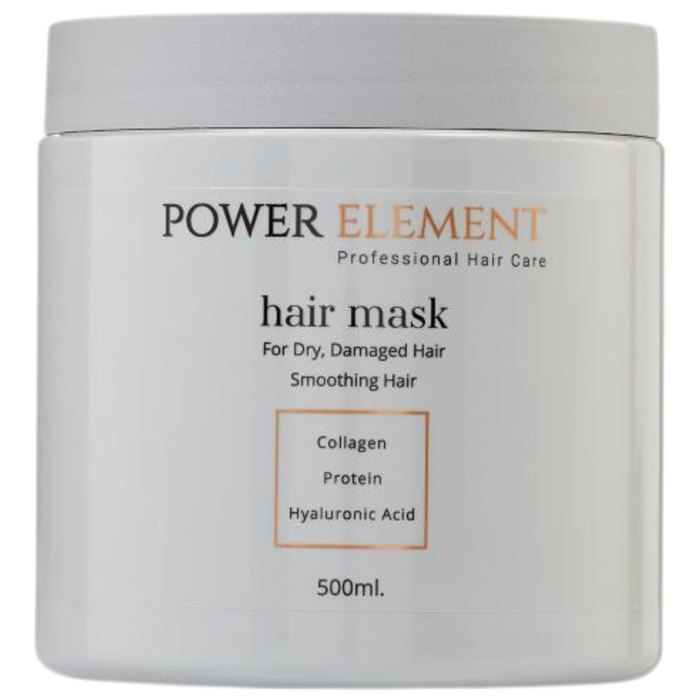 POWER ELEMENT
Professional Hair Care
hair mask
For Dry, Damaged Hair
Smoothing Hair
Collagen
Protein
Hyaluronic Acid
500ml.